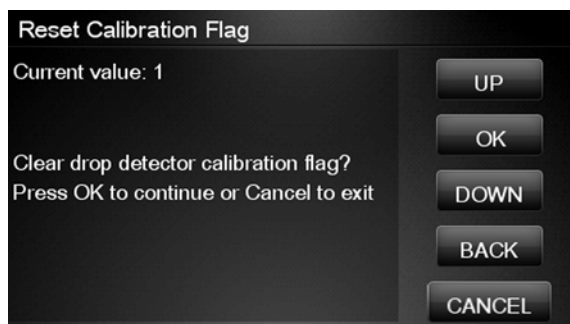 Reset Calibration Flag
Current value: 1
Clear drop detector calibration flag?
Press OK to continue or Cancel to exit
UP
OK
DOWN
BACK
CANCEL